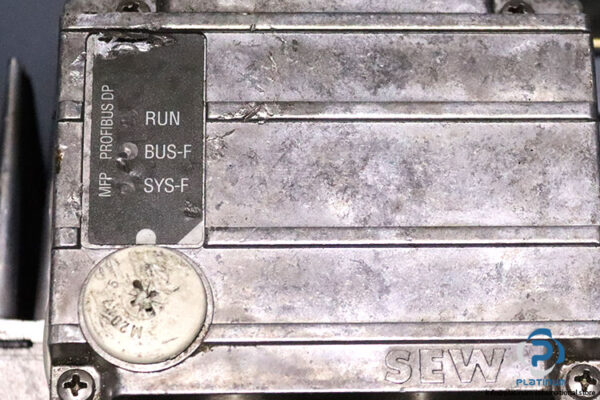 MFP PROFIBUS DP
RUN
BUS-F
SYS-F
SEW
PLATINUM